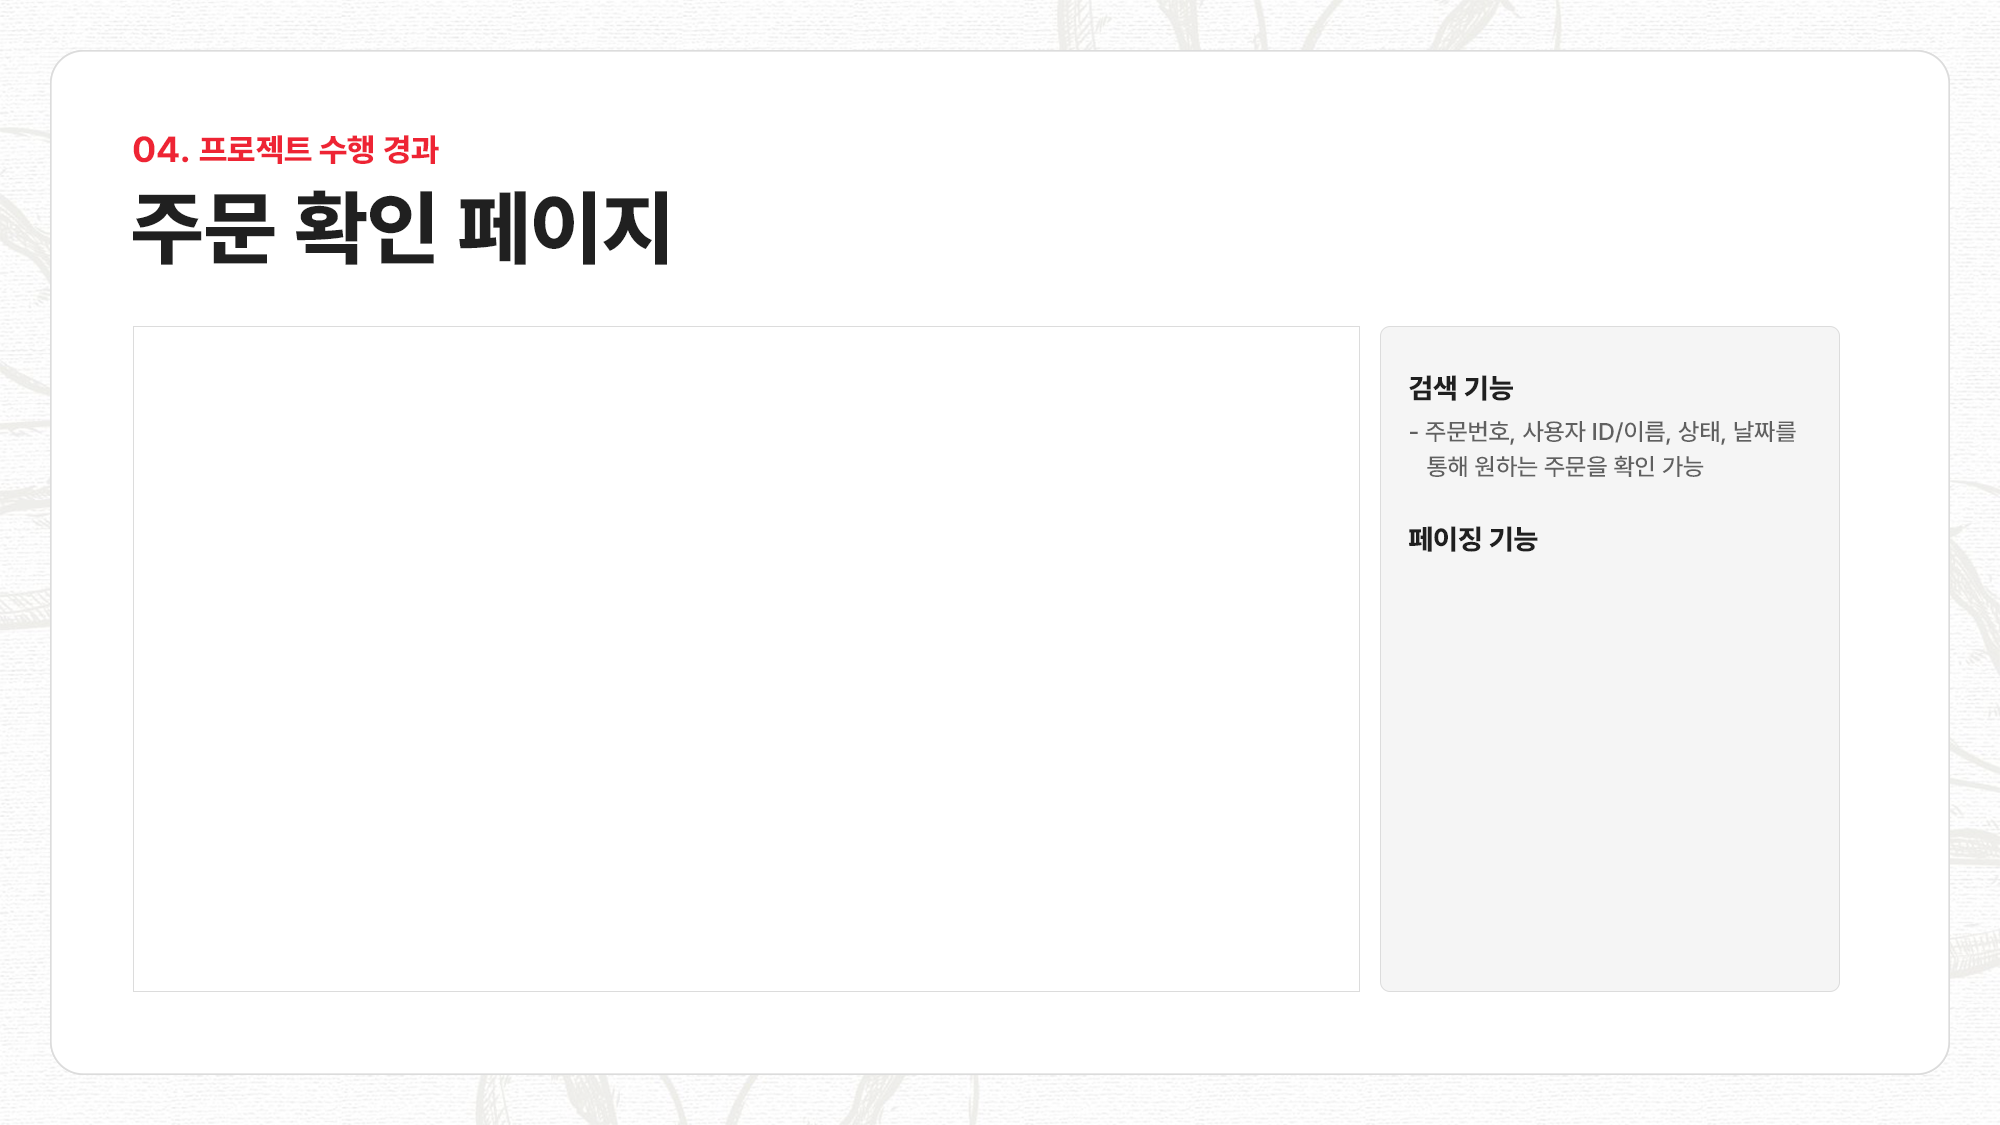 04. 프로젝트 수행 경과
주문 확인 페이지
검색 기능
- 주문번호, 사용자 ID/이름, 상태, 날짜를
통해 원하는 주문을 확인 가능
페이징 기능